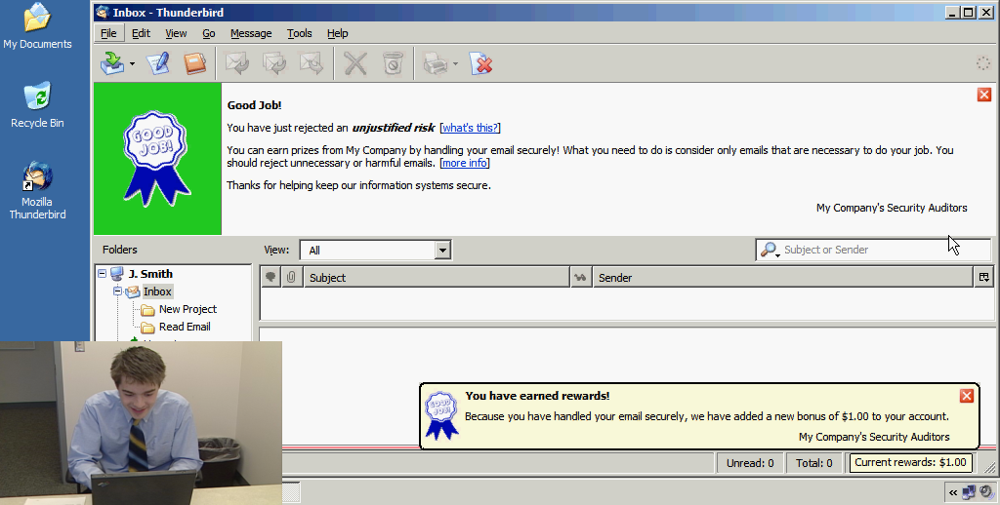 My Documents
Recycle Bin
Mozilla
Thunderbird
Inbox - Thunderbird
File Edit View Go Message Tools Help
GOOD
JOB!
Good Job!
You have just rejected an unjustified risk [what's this?]
You can earn prizes from My Company by handling your email securely! What you need to do is consider only emails that are necessary to do your job. You
should reject unnecessary or harmful emails. [more info]
Thanks for helping keep our information systems secure.
My Company's Security Auditors
Folders
View: All
Subject or Sender
J. Smith
Inbox
New Project
Read Email
Subject Sender
GOOD
JOB!
You have earned rewards!
Because you have handled your email securely, we have added a new bonus of $1.00 to your account.
My Company's Security Auditors
Unread: 0 Total: 0 Current rewards: $1.00